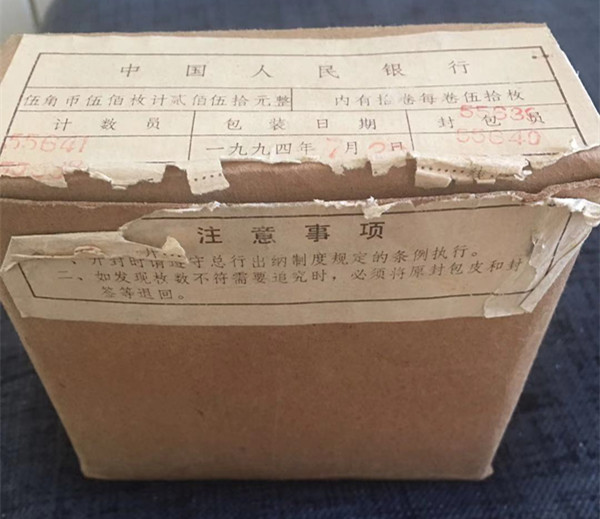 中国人民银行
伍角币伍佰枚计贰佰伍拾元整 内有拾卷每卷伍拾枚
计数员 包装日期 封包员
55641 一九九四年7月 日 55636
55640
注意事项
一、开封时请遵守总行出纳制度规定的条例执行。
二、如发现枚数不符需要追究时，必须将原封包皮和封
签等退回。